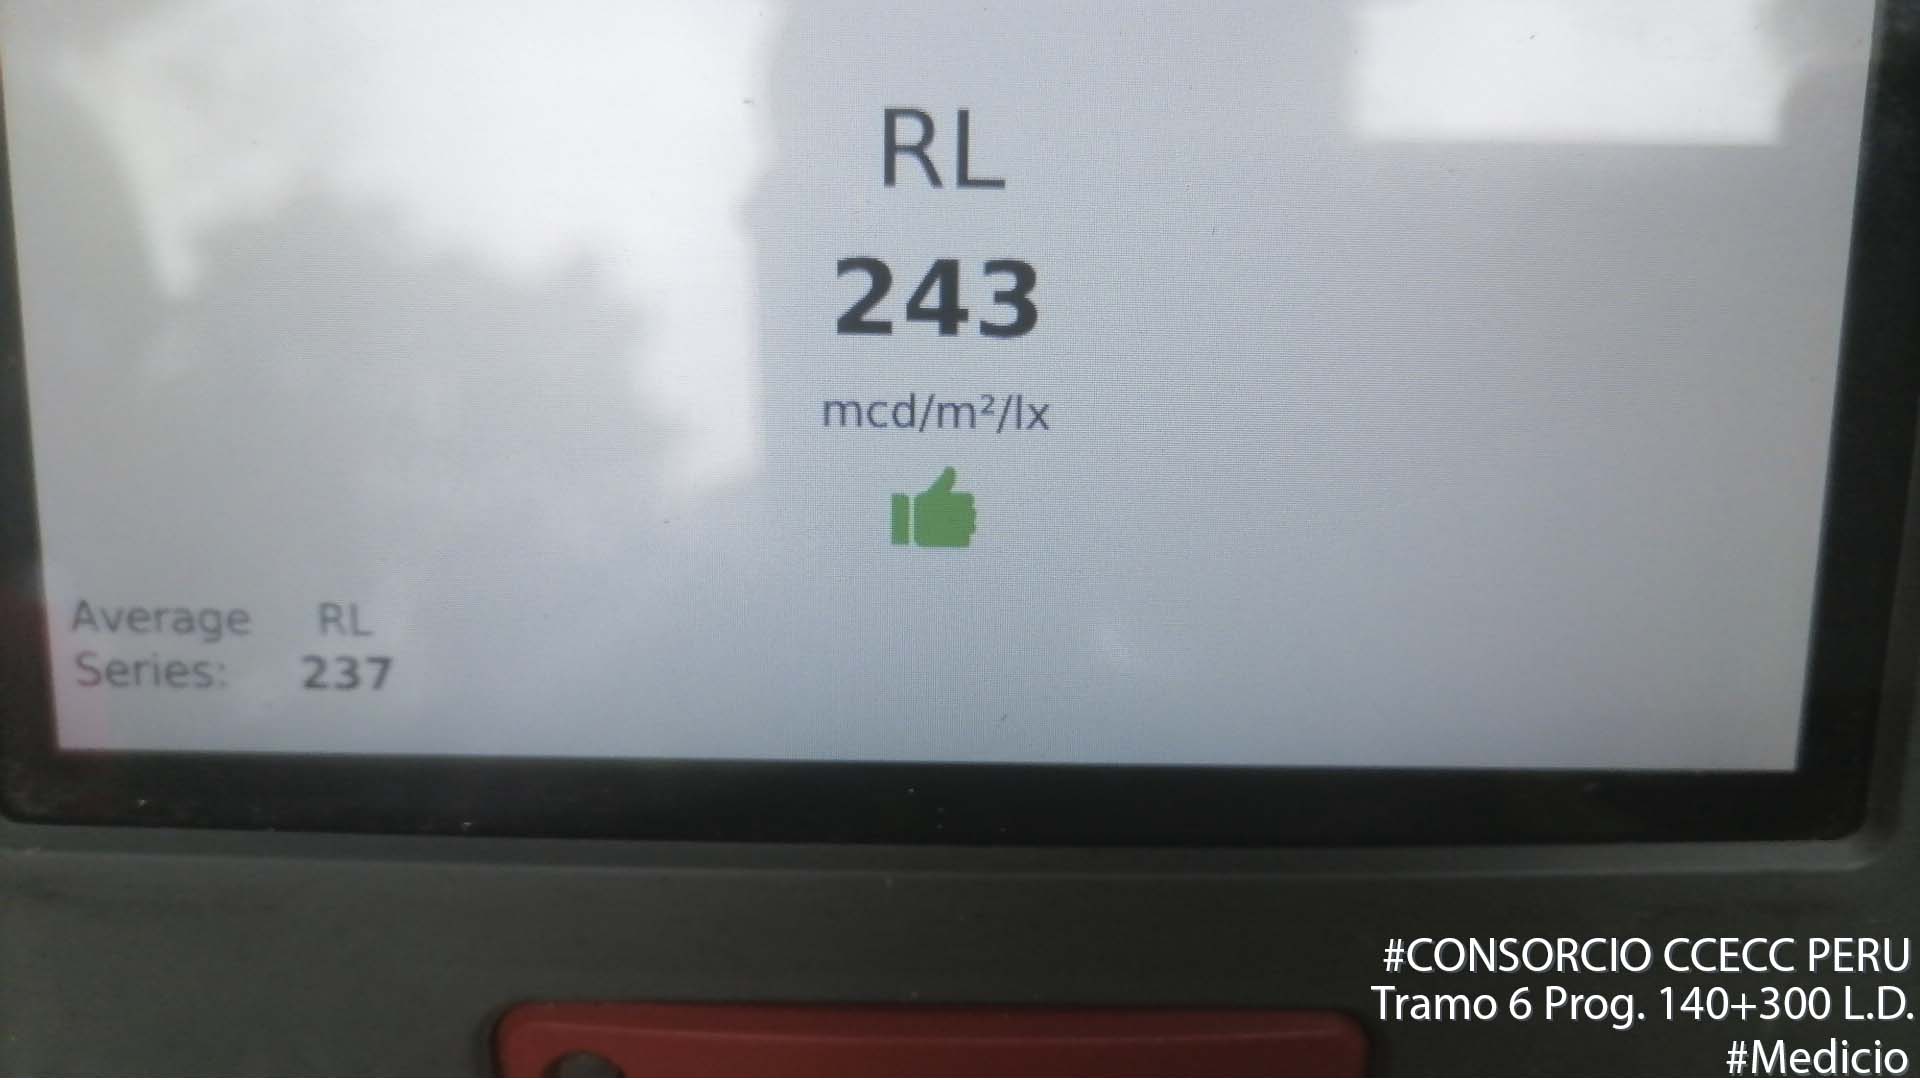 RL
243
mcd/m²/lx
Average RL
Series: 237
#CONSORCIO CCECC PERU
Tramo 6 Prog. 140+300 L.D.
#Medicio